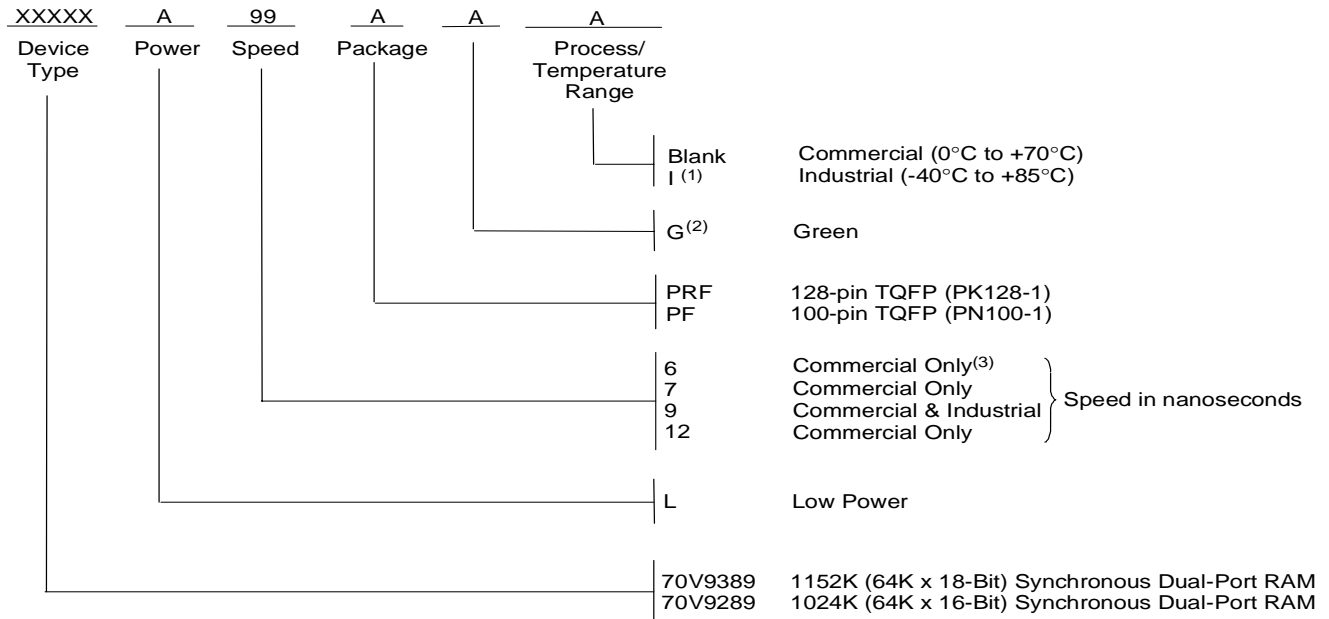 XXXXX A 99 A A A
Device Type Power Speed Package Process/ Temperature Range
Blank Commercial (0°C to +70°C)
I (1) Industrial (-40°C to +85°C)
G(2) Green
PRF 128-pin TQFP (PK128-1)
PF 100-pin TQFP (PN100-1)
6 Commercial Only(3)
7 Commercial Only
9 Commercial & Industrial
12 Commercial Only
Speed in nanoseconds
L Low Power
70V9389 1152K (64K x 18-Bit) Synchronous Dual-Port RAM
70V9289 1024K (64K x 16-Bit) Synchronous Dual-Port RAM